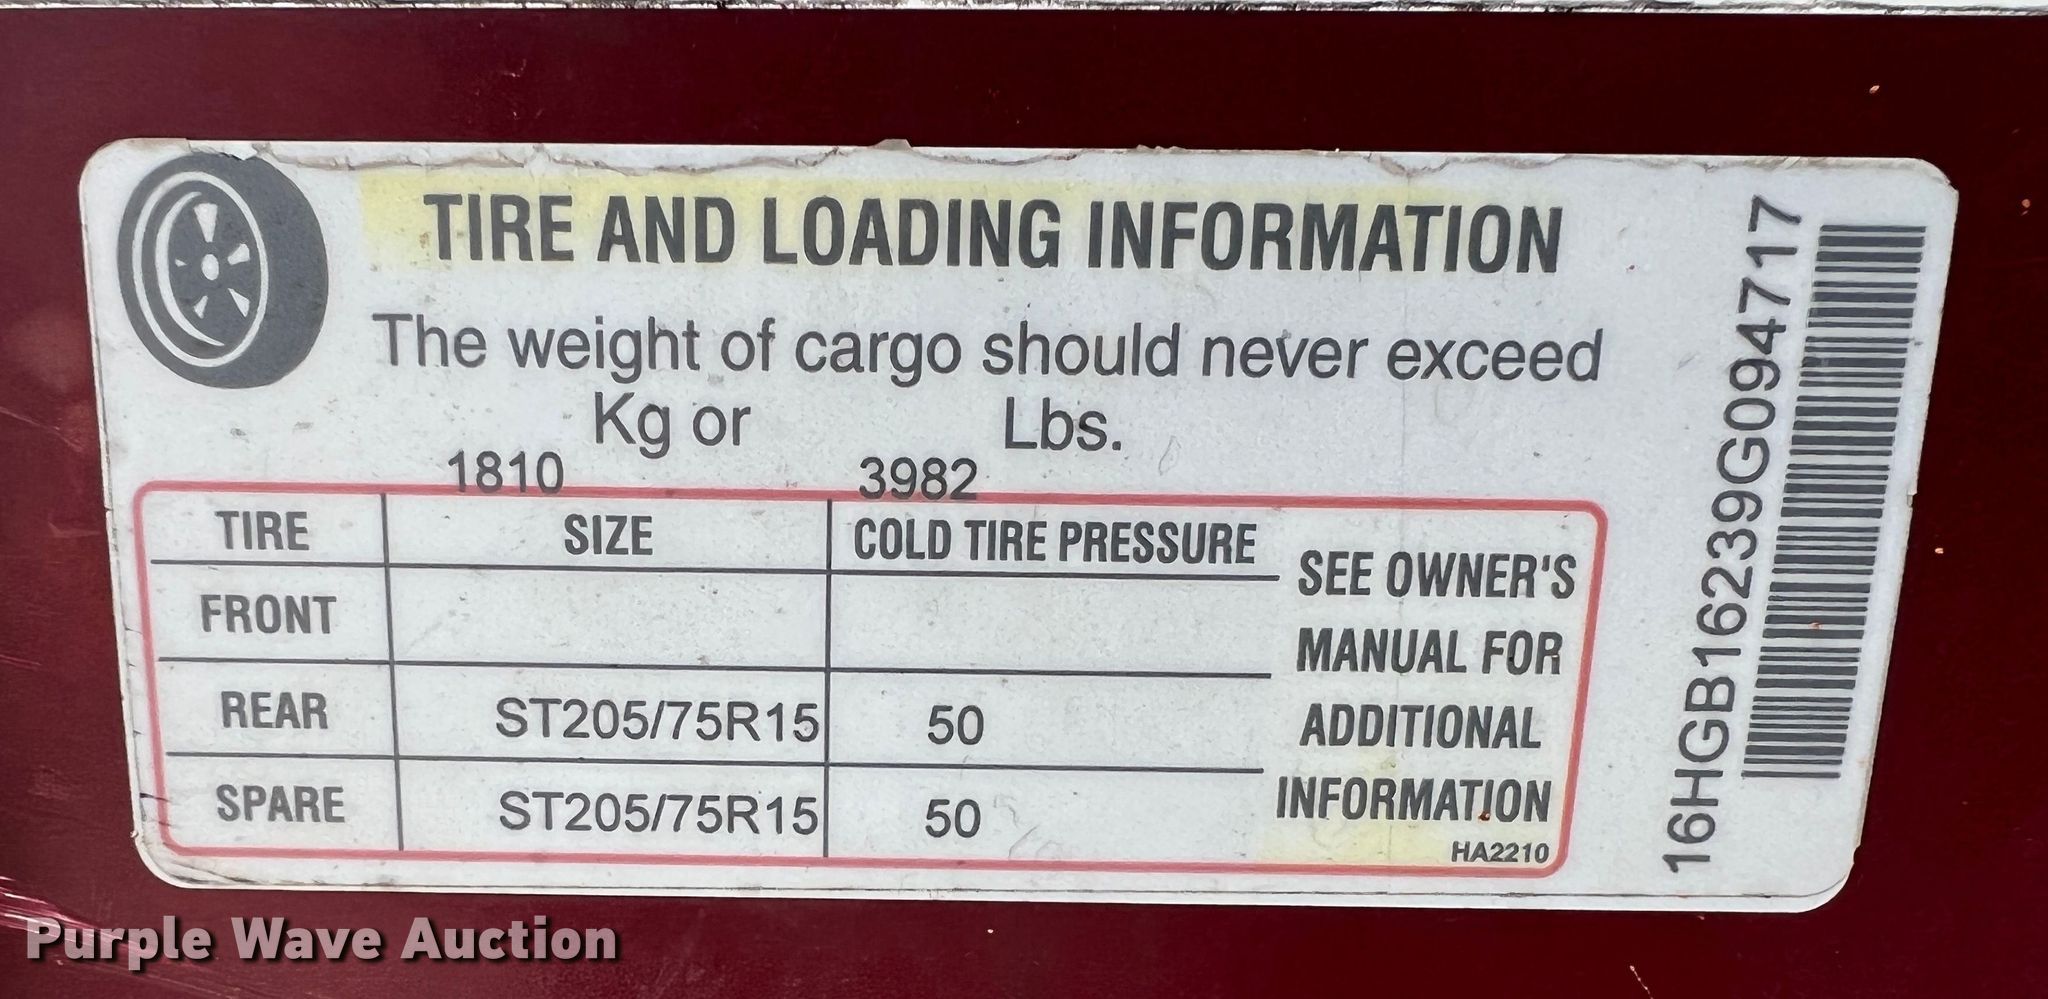 TIRE AND LOADING INFORMATION
The weight of cargo should never exceed
Kg or Lbs.
1810 3982
TIRE SIZE COLD TIRE PRESSURE
FRONT
REAR ST205/75R15 50
SPARE ST205/75R15 50
SEE OWNER'S
MANUAL FOR
ADDITIONAL
INFORMATION
HA2210
16HGB16239G094717
Purple Wave Auction